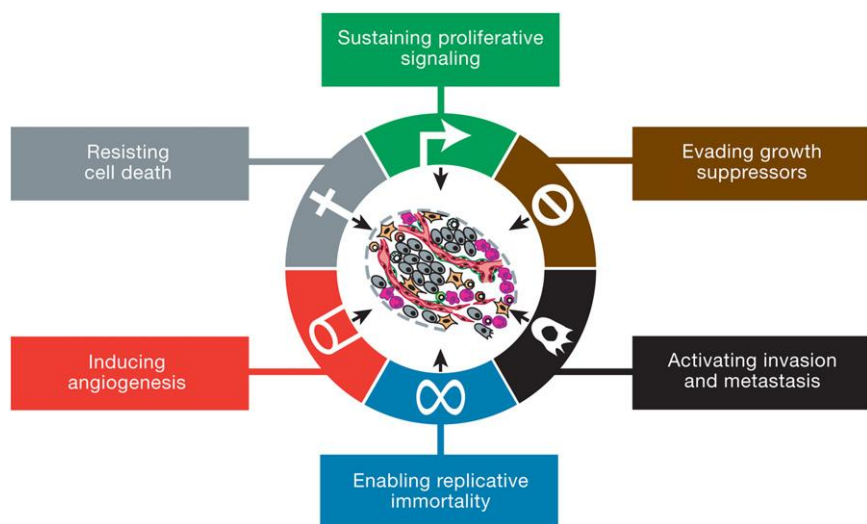 Sustaining proliferative
signaling
Resisting
cell death
Evading growth
suppressors
Inducing
angiogenesis
Activating invasion
and metastasis
Enabling replicative
immortality